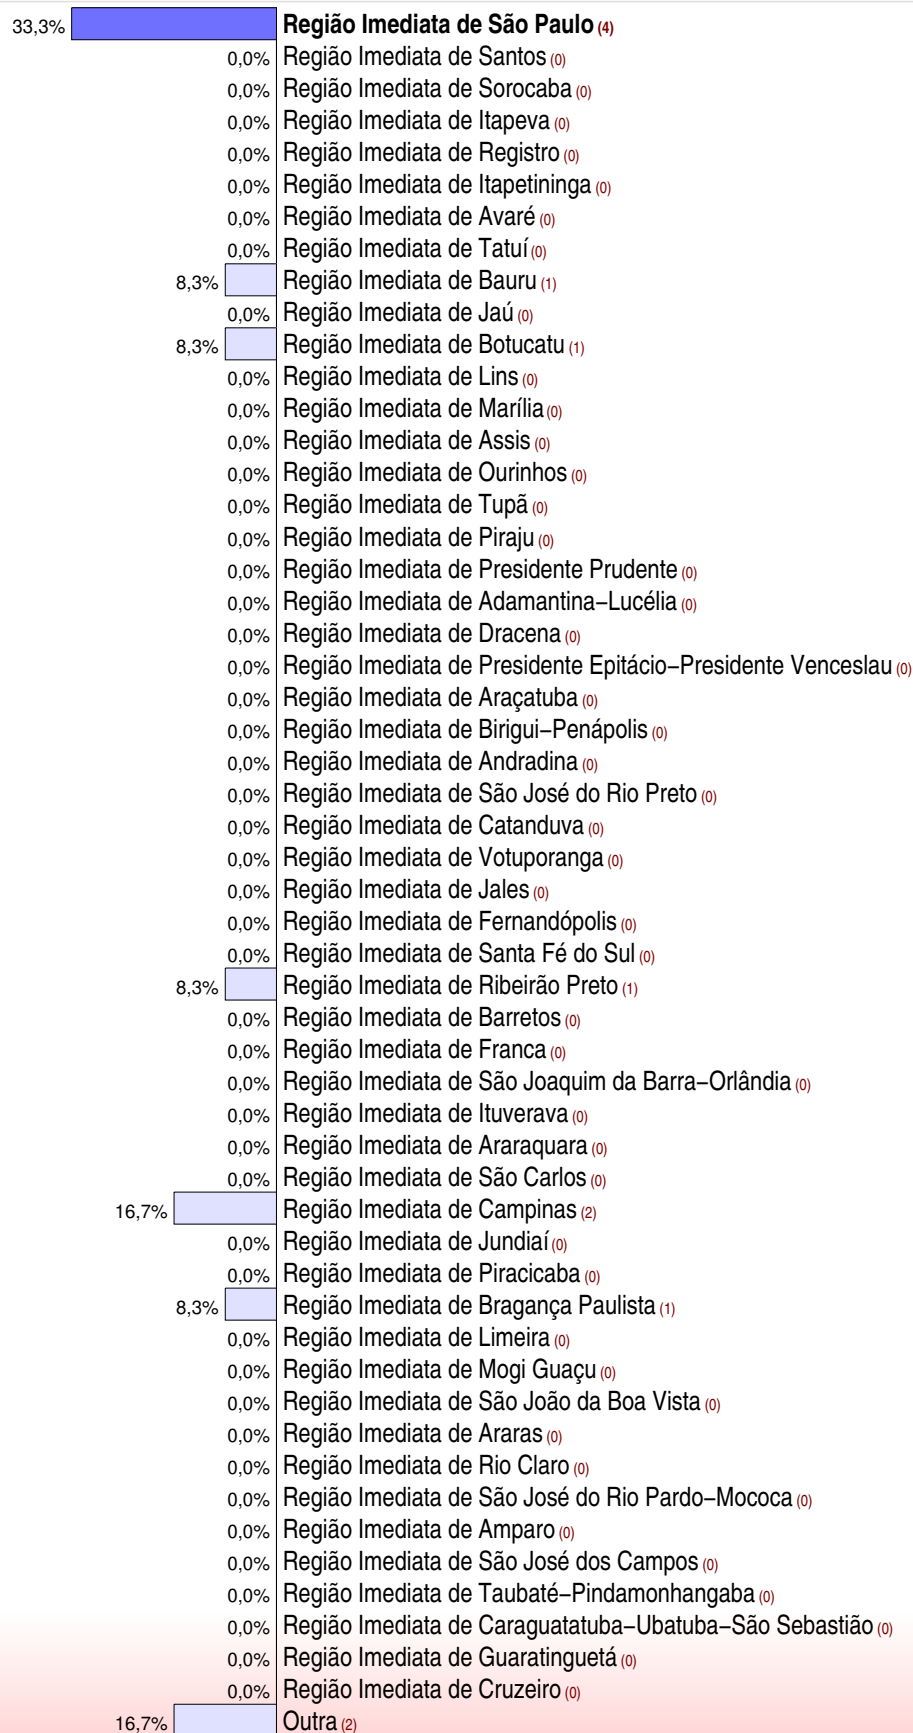 33,3% Região Imediata de São Paulo (4)
0,0% Região Imediata de Santos (0)
0,0% Região Imediata de Sorocaba (0)
0,0% Região Imediata de Itapeva (0)
0,0% Região Imediata de Registro (0)
0,0% Região Imediata de Itapetininga (0)
0,0% Região Imediata de Avaré (0)
0,0% Região Imediata de Tatuí (0)
8,3% Região Imediata de Bauru (1)
0,0% Região Imediata de Jaú (0)
8,3% Região Imediata de Botucatu (1)
0,0% Região Imediata de Lins (0)
0,0% Região Imediata de Marília (0)
0,0% Região Imediata de Assis (0)
0,0% Região Imediata de Ourinhos (0)
0,0% Região Imediata de Tupã (0)
0,0% Região Imediata de Piraju (0)
0,0% Região Imediata de Presidente Prudente (0)
0,0% Região Imediata de Adamantina−Lucélia (0)
0,0% Região Imediata de Dracena (0)
0,0% Região Imediata de Presidente Epitácio−Presidente Venceslau (0)
0,0% Região Imediata de Araçatuba (0)
0,0% Região Imediata de Birigui−Penápolis (0)
0,0% Região Imediata de Andradina (0)
0,0% Região Imediata de São José do Rio Preto (0)
0,0% Região Imediata de Catanduva (0)
0,0% Região Imediata de Votuporanga (0)
0,0% Região Imediata de Jales (0)
0,0% Região Imediata de Fernandópolis (0)
0,0% Região Imediata de Santa Fé do Sul (0)
8,3% Região Imediata de Ribeirão Preto (1)
0,0% Região Imediata de Barretos (0)
0,0% Região Imediata de Franca (0)
0,0% Região Imediata de São Joaquim da Barra−Orlândia (0)
0,0% Região Imediata de Ituverava (0)
0,0% Região Imediata de Araraquara (0)
0,0% Região Imediata de São Carlos (0)
16,7% Região Imediata de Campinas (2)
0,0% Região Imediata de Jundiaí (0)
0,0% Região Imediata de Piracicaba (0)
8,3% Região Imediata de Bragança Paulista (1)
0,0% Região Imediata de Limeira (0)
0,0% Região Imediata de Mogi Guaçu (0)
0,0% Região Imediata de São João da Boa Vista (0)
0,0% Região Imediata de Araras (0)
0,0% Região Imediata de Rio Claro (0)
0,0% Região Imediata de São José do Rio Pardo−Mococa (0)
0,0% Região Imediata de Amparo (0)
0,0% Região Imediata de São José dos Campos (0)
0,0% Região Imediata de Taubaté−Pindamonhangaba (0)
0,0% Região Imediata de Caraguatatuba−Ubatuba−São Sebastião (0)
0,0% Região Imediata de Guaratinguetá (0)
0,0% Região Imediata de Cruzeiro (0)
16,7% Outra (2)